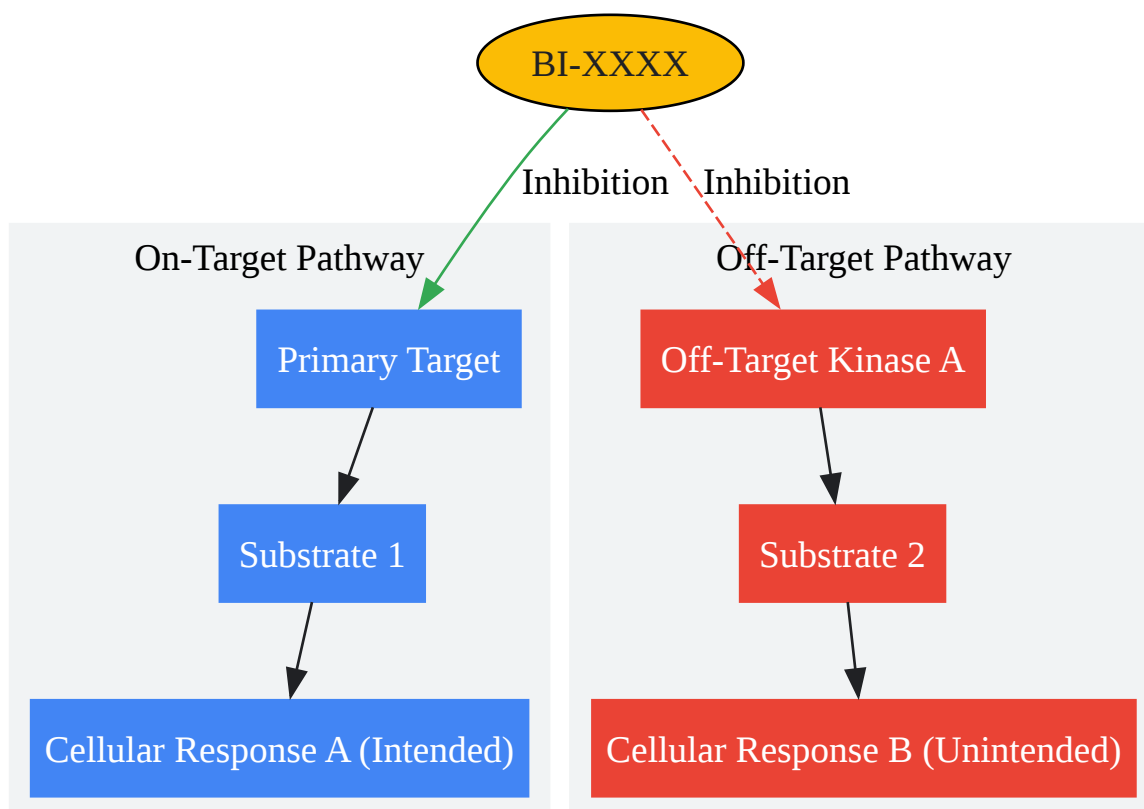 BI-XXXX
Inhibition
Inhibition
On-Target Pathway
Off-Target Pathway
Primary Target
Off-Target Kinase A
Substrate 1
Substrate 2
Cellular Response A (Intended)
Cellular Response B (Unintended)